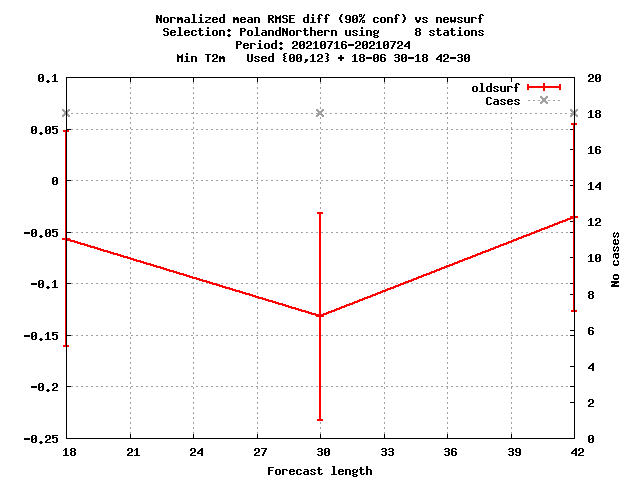 Normalized mean RMSE diff (90% conf) vs newsurf
Selection: PolandNorthern using     8 stations
Period: 20210716-20210724
Min T2m   Used {00,12} + 18-06 30-18 42-30
oldsurf
Cases
0.1
0.05
0
-0.05
-0.1
-0.15
-0.2
-0.25
20
18
16
14
12
10
8
6
4
2
0
No cases
18 21 24 27 30 33 36 39 42
Forecast length